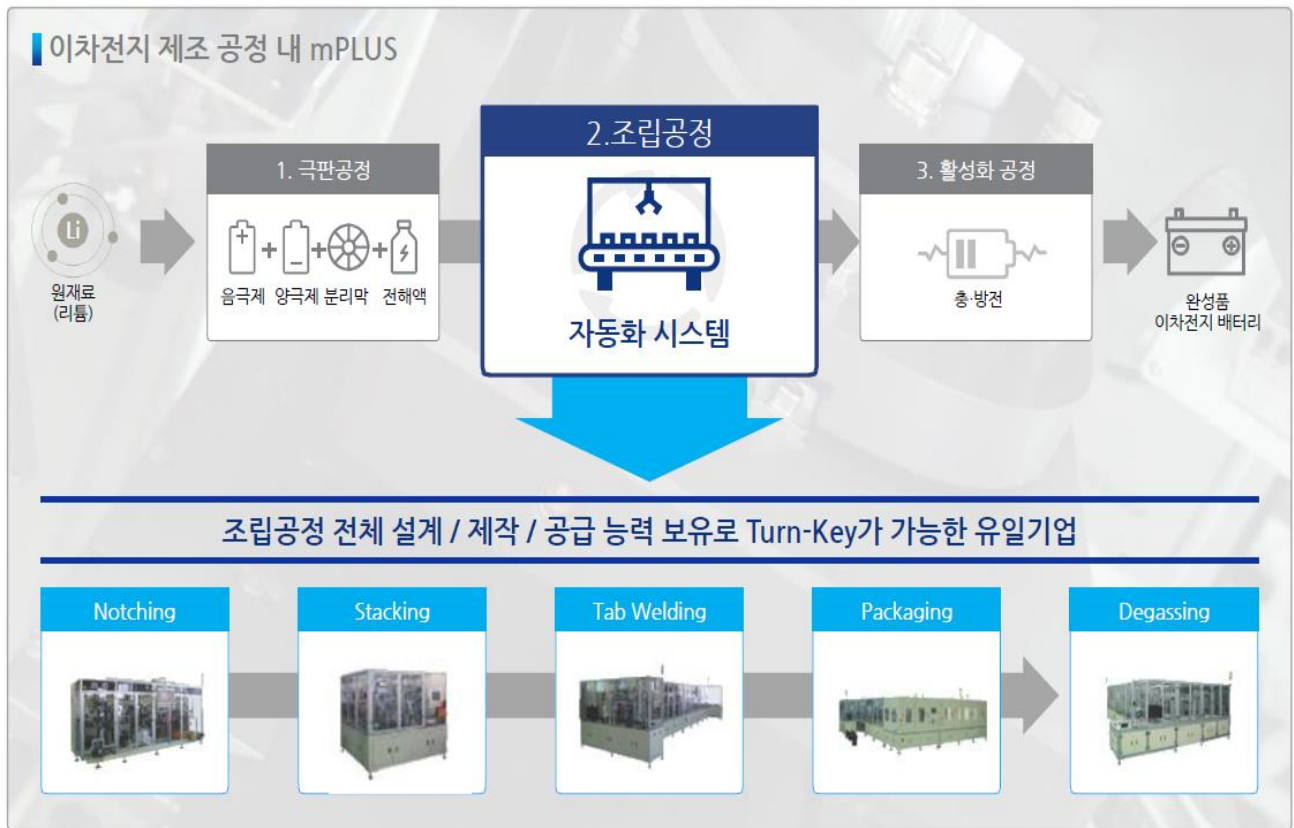 이차전지 제조 공정 내 mPLUS
2.조립공정
1. 극판공정
3. 활성화 공정
Li
원재료
(리튬)
음극제 양극제 분리막 전해액
자동화 시스템
충·방전
완성품
이차전지 배터리
조립공정 전체 설계 / 제작 / 공급 능력 보유로 Turn-Key가 가능한 유일기업
Notching
Stacking
Tab Welding
Packaging
Degassing